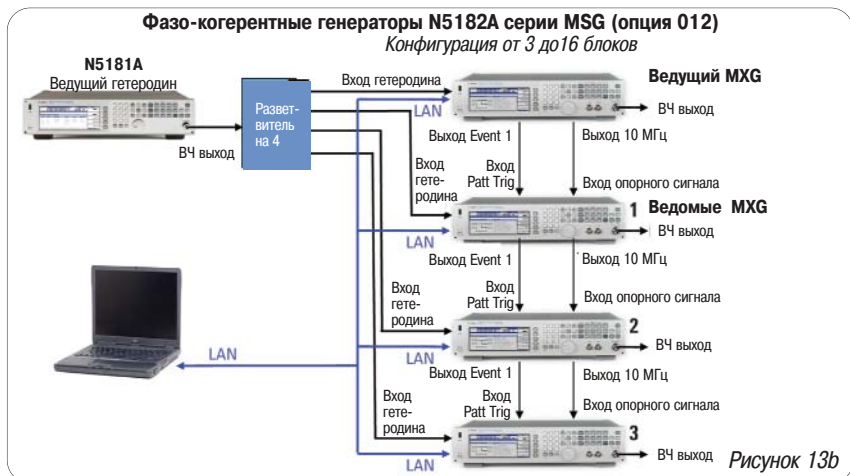 Фазо-когерентные генераторы N5182A серии MSG (опция 012)
Конфигурация от 3 до16 блоков
N5181A
Ведущий гетеродин
ВЧ выход
Развет-
витель
на 4
Вход гетеродина
LAN
Ведущий MXG
ВЧ выход
Выход Event 1
Выход 10 МГц
Вход
гете-
родина
Вход
Patt Trig
Вход опорного сигнала
1
Ведомые MXG
LAN
ВЧ выход
Выход Event 1
Выход 10 МГц
Вход
гете-
родина
Вход
Patt Trig
Вход опорного сигнала
2
LAN
LAN
ВЧ выход
Выход Event 1
Выход 10 МГц
Вход
гете-
родина
Вход
Patt Trig
Вход опорного сигнала
3
LAN
ВЧ выход
Рисунок 13b